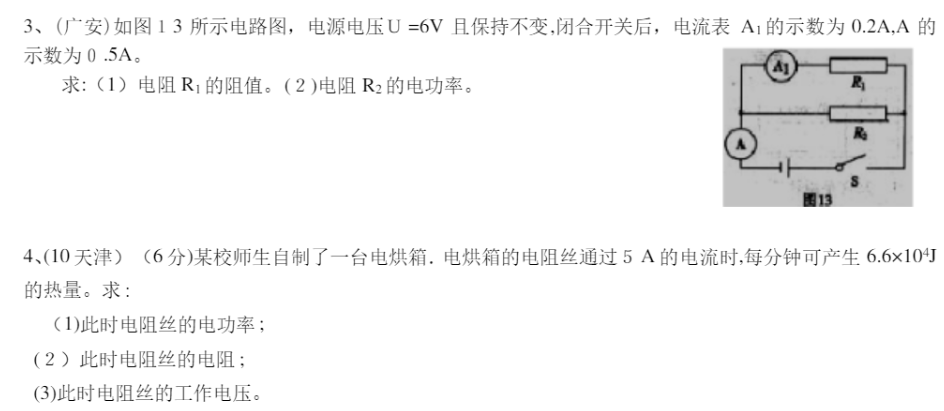 3、(广安)如图13所示电路图，电源电压U =6V 且保持不变,闭合开关后，电流表 A₁的示数为 0.2A,A 的
示数为0 .5A。
求:（1）电阻 R₁的阻值。(2)电阻 R₂的电功率。
A₁
R₁
R₂
A
S
图13
4、(10 天津）（6分)某校师生自制了一台电烘箱．电烘箱的电阻丝通过5 A的电流时,每分钟可产生 6.6×10⁴J
的热量。求:
（1)此时电阻丝的电功率;
(2）此时电阻丝的电阻;
(3)此时电阻丝的工作电压。